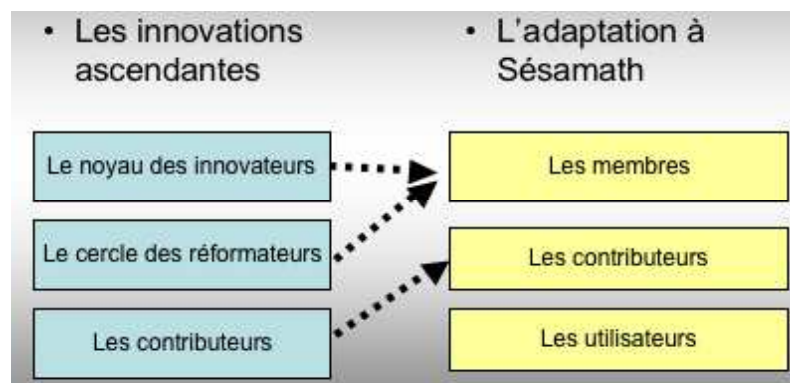 • Les innovations
ascendantes
• L'adaptation à
Sésamath
Le noyau des innovateurs
Les membres
Le cercle des réformateurs
Les contributeurs
Les contributeurs
Les utilisateurs